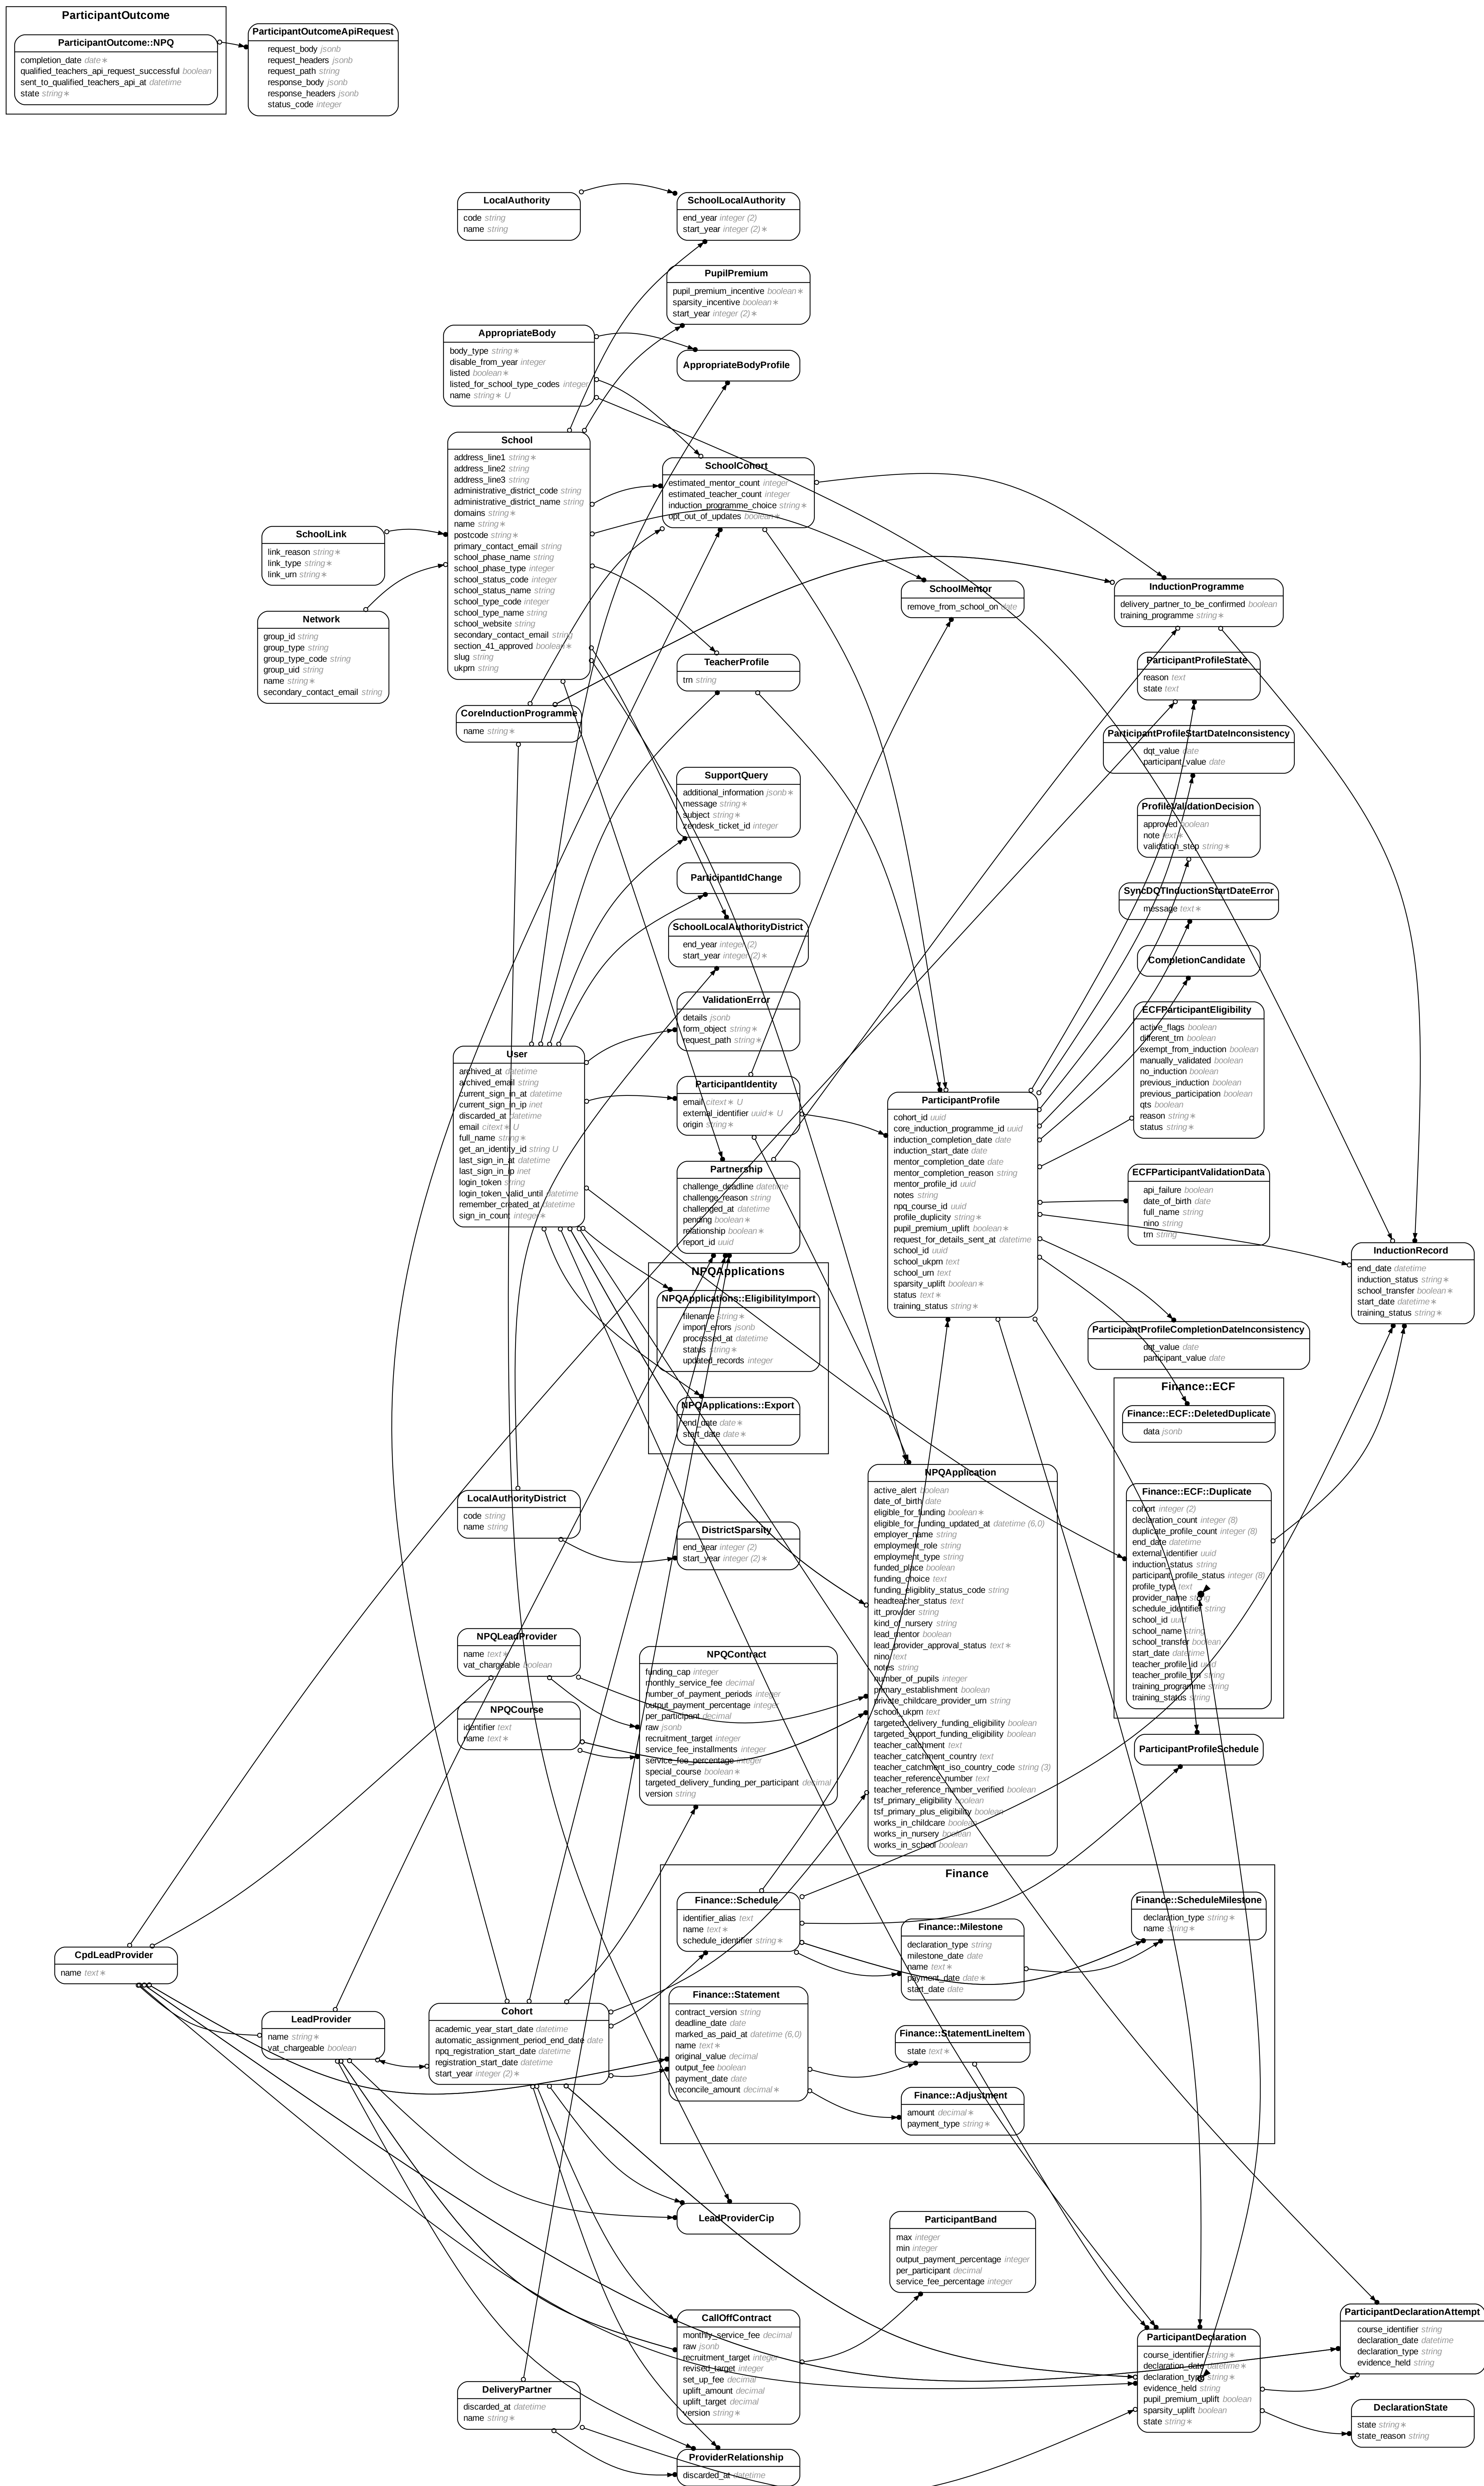 ParticipantOutcome
ParticipantOutcome::NPQ
completion_date date∗
qualified_teachers_api_request_successful boolean
sent_to_qualified_teachers_api_at datetime
state string∗
ParticipantOutcomeApiRequest
request_body jsonb
request_headers jsonb
request_path string
response_body jsonb
response_headers jsonb
status_code integer
LocalAuthority
code string
name string
SchoolLocalAuthority
end_year integer (2)
start_year integer (2)∗
PupilPremium
pupil_premium_incentive boolean∗
sparsity_incentive boolean∗
start_year integer (2)∗
AppropriateBody
body_type string∗
disable_from_year integer
listed boolean∗
listed_for_school_type_codes integer
name string∗ U
AppropriateBodyProfile
School
address_line1 string∗
address_line2 string
address_line3 string
administrative_district_code string
administrative_district_name string
domains string∗
name string∗
postcode string∗
primary_contact_email string
school_phase_name string
school_phase_type integer
school_status_code integer
school_status_name string
school_type_code integer
school_type_name string
school_website string
secondary_contact_email string
section_41_approved boolean∗
slug string
ukprn string
SchoolCohort
estimated_mentor_count integer
estimated_teacher_count integer
induction_programme_choice string∗
opt_out_of_updates boolean∗
SchoolLink
link_reason string∗
link_type string∗
link_urn string∗
Network
group_id string
group_type string
group_type_code string
group_uid string
name string∗
secondary_contact_email string
SchoolMentor
remove_from_school_on date
InductionProgramme
delivery_partner_to_be_confirmed boolean
training_programme string∗
TeacherProfile
trn string
ParticipantProfileState
reason text
state text
CoreInductionProgramme
name string∗
ParticipantProfileStartDateInconsistency
dqt_value date
participant_value date
SupportQuery
additional_information jsonb∗
message string∗
subject string∗
zendesk_ticket_id integer
ProfileValidationDecision
approved boolean
note text∗
validation_step string∗
ParticipantIdChange
SyncDQTInductionStartDateError
message text∗
SchoolLocalAuthorityDistrict
end_year integer (2)
start_year integer (2)∗
CompletionCandidate
ValidationError
details jsonb
form_object string∗
request_path string∗
ECFParticipantEligibility
active_flags boolean
different_trn boolean
exempt_from_induction boolean
manually_validated boolean
no_induction boolean
previous_induction boolean
previous_participation boolean
qts boolean
reason string∗
status string∗
User
archived_at datetime
archived_email string
current_sign_in_at datetime
current_sign_in_ip inet
discarded_at datetime
email citext∗ U
full_name string∗
get_an_identity_id string U
last_sign_in_at datetime
last_sign_in_ip inet
login_token string
login_token_valid_until datetime
remember_created_at datetime
sign_in_count integer∗
ParticipantIdentity
email citext∗ U
external_identifier uuid∗ U
origin string∗
ParticipantProfile
cohort_id uuid
core_induction_programme_id uuid
induction_completion_date date
induction_start_date date
mentor_completion_date date
mentor_completion_reason string
mentor_profile_id uuid
notes string
npq_course_id uuid
profile_duplicity string∗
pupil_premium_uplift boolean∗
request_for_details_sent_at datetime
school_id uuid
school_ukprn text
school_urn text
sparsity_uplift boolean∗
status text∗
training_status string∗
Partnership
challenge_deadline datetime
challenge_reason string
challenged_at datetime
pending boolean∗
relationship boolean∗
report_id uuid
ECFParticipantValidationData
api_failure boolean
date_of_birth date
full_name string
nino string
trn string
InductionRecord
end_date datetime
induction_status string∗
school_transfer boolean∗
start_date datetime∗
training_status string∗
NPQApplications
NPQApplications::EligibilityImport
filename string∗
import_errors jsonb
processed_at datetime
status string∗
updated_records integer
NPQApplications::Export
end_date date∗
start_date date∗
ParticipantProfileCompletionDateInconsistency
dqt_value date
participant_value date
Finance::ECF
Finance::ECF::DeletedDuplicate
data jsonb
Finance::ECF::Duplicate
cohort integer (2)
declaration_count integer (8)
duplicate_profile_count integer (8)
end_date datetime
external_identifier uuid
induction_status string
participant_profile_status integer (8)
profile_type text
provider_name string
schedule_identifier string
school_id uuid
school_name string
school_transfer boolean
start_date datetime
teacher_profile_id uuid
teacher_profile_trn string
training_programme string
training_status string
NPQApplication
active_alert boolean
date_of_birth date
eligible_for_funding boolean∗
eligible_for_funding_updated_at datetime (6,0)
employer_name string
employment_role string
employment_type string
funded_place boolean
funding_choice text
funding_eligiblity_status_code string
headteacher_status text
itt_provider string
kind_of_nursery string
lead_mentor boolean
lead_provider_approval_status text∗
nino text
notes string
number_of_pupils integer
primary_establishment boolean
private_childcare_provider_urn string
school_ukprn text
targeted_delivery_funding_eligibility boolean
targeted_support_funding_eligibility boolean
teacher_catchment text
teacher_catchment_country text
teacher_catchment_iso_country_code string (3)
teacher_reference_number text
teacher_reference_number_verified boolean
tsf_primary_eligibility boolean
tsf_primary_plus_eligibility boolean
works_in_childcare boolean
works_in_nursery boolean
works_in_school boolean
LocalAuthorityDistrict
code string
name string
DistrictSparsity
end_year integer (2)
start_year integer (2)∗
NPQLeadProvider
name text∗
vat_chargeable boolean
NPQCourse
identifier text
name text∗
NPQContract
funding_cap integer
monthly_service_fee decimal
number_of_payment_periods integer
output_payment_percentage integer
per_participant decimal
raw jsonb
recruitment_target integer
service_fee_installments integer
service_fee_percentage integer
special_course boolean∗
targeted_delivery_funding_per_participant decimal
version string
ParticipantProfileSchedule
Finance
Finance::Schedule
identifier_alias text
name text∗
schedule_identifier string∗
Finance::ScheduleMilestone
declaration_type string∗
name string∗
Finance::Milestone
declaration_type string
milestone_date date
name text∗
payment_date date∗
start_date date
CpdLeadProvider
name text∗
Finance::Statement
contract_version string
deadline_date date
marked_as_paid_at datetime (6,0)
name text∗
original_value decimal
output_fee boolean
payment_date date
reconcile_amount decimal∗
LeadProvider
name string∗
vat_chargeable boolean
Cohort
academic_year_start_date datetime
automatic_assignment_period_end_date date
npq_registration_start_date datetime
registration_start_date datetime
start_year integer (2)∗
Finance::StatementLineItem
state text∗
Finance::Adjustment
amount decimal∗
payment_type string∗
LeadProviderCip
ParticipantBand
max integer
min integer
output_payment_percentage integer
per_participant decimal
service_fee_percentage integer
CallOffContract
monthly_service_fee decimal
raw jsonb
recruitment_target integer
revised_target integer
set_up_fee decimal
uplift_amount decimal
uplift_target decimal
version string∗
ParticipantDeclaration
course_identifier string∗
declaration_date datetime∗
declaration_type string∗
evidence_held string
pupil_premium_uplift boolean
sparsity_uplift boolean
state string∗
ParticipantDeclarationAttempt
course_identifier string
declaration_date datetime
declaration_type string
evidence_held string
DeclarationState
state string∗
state_reason string
DeliveryPartner
discarded_at datetime
name string∗
ProviderRelationship
discarded_at datetime